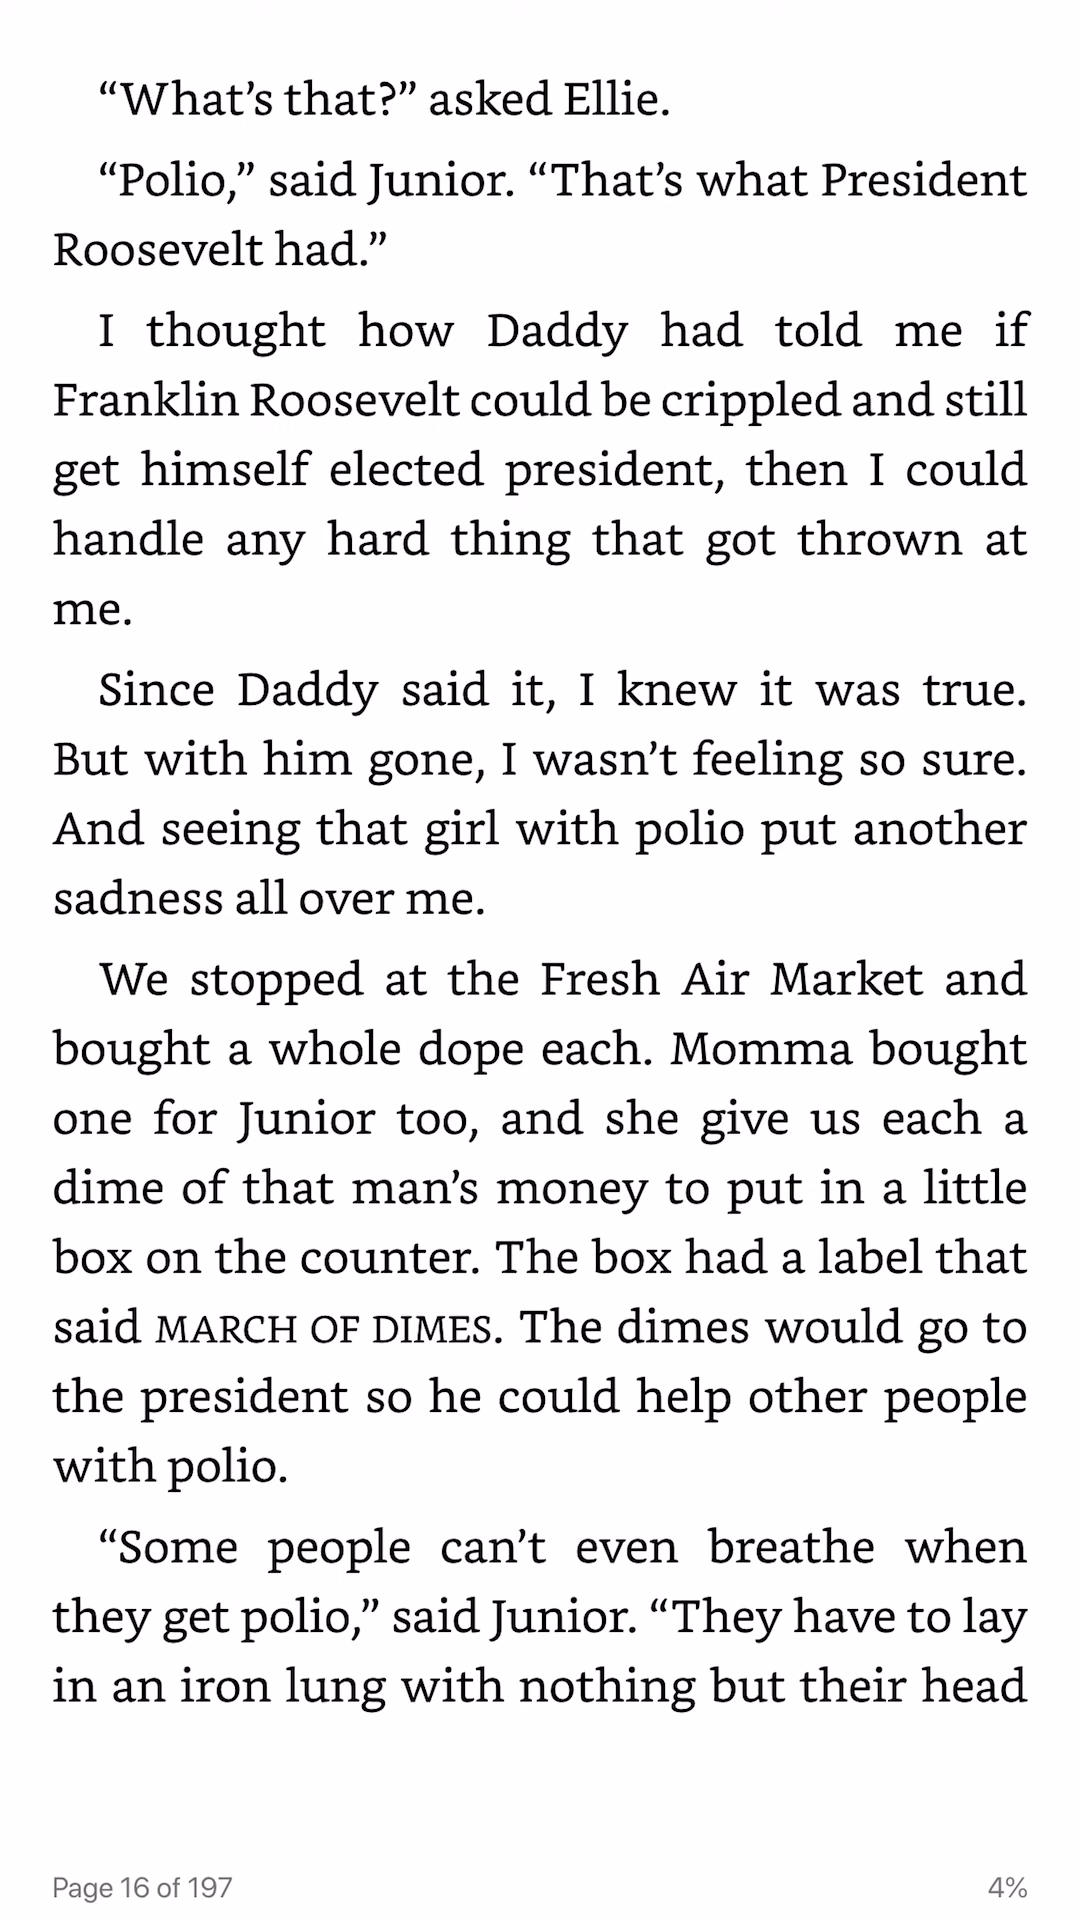 “What’s that?” asked Ellie.
“Polio,” said Junior. “That’s what President
Roosevelt had.”
I thought how Daddy had told me if
Franklin Roosevelt could be crippled and still
get himself elected president, then I could
handle any hard thing that got thrown at
me.
Since Daddy said it, I knew it was true.
But with him gone, I wasn’t feeling so sure.
And seeing that girl with polio put another
sadness all over me.
We stopped at the Fresh Air Market and
bought a whole dope each. Momma bought
one for Junior too, and she give us each a
dime of that man’s money to put in a little
box on the counter. The box had a label that
said MARCH OF DIMES. The dimes would go to
the president so he could help other people
with polio.
“Some people can’t even breathe when
they get polio,” said Junior. “They have to lay
in an iron lung with nothing but their head
Page 16 of 197
4%